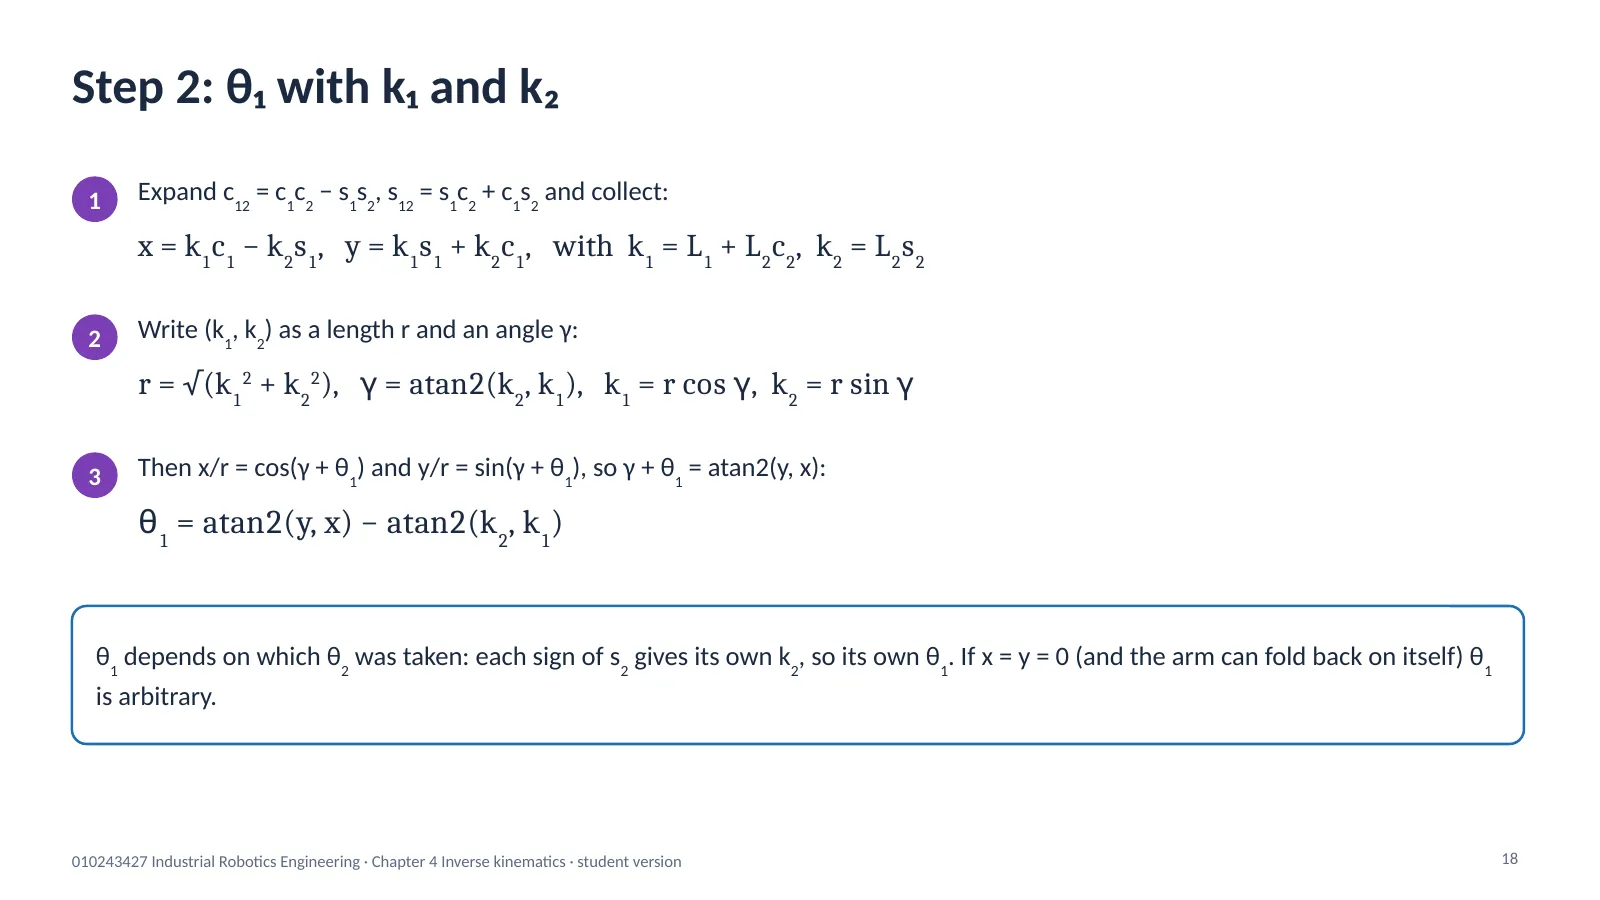 Step 2: θ₁ with k₁ and k₂
1
Expand c₁₂ = c₁c₂ − s₁s₂, s₁₂ = s₁c₂ + c₁s₂ and collect:
x = k₁c₁ − k₂s₁, y = k₁s₁ + k₂c₁, with k₁ = L₁ + L₂c₂, k₂ = L₂s₂
2
Write (k₁, k₂) as a length r and an angle γ:
r = √(k₁² + k₂²), γ = atan2(k₂, k₁), k₁ = r cos γ, k₂ = r sin γ
3
Then x/r = cos(γ + θ₁) and y/r = sin(γ + θ₁), so γ + θ₁ = atan2(y, x):
θ₁ = atan2(y, x) − atan2(k₂, k₁)
θ₁ depends on which θ₂ was taken: each sign of s₂ gives its own k₂, so its own θ₁. If x = y = 0 (and the arm can fold back on itself) θ₁
is arbitrary.
010243427 Industrial Robotics Engineering · Chapter 4 Inverse kinematics · student version
18